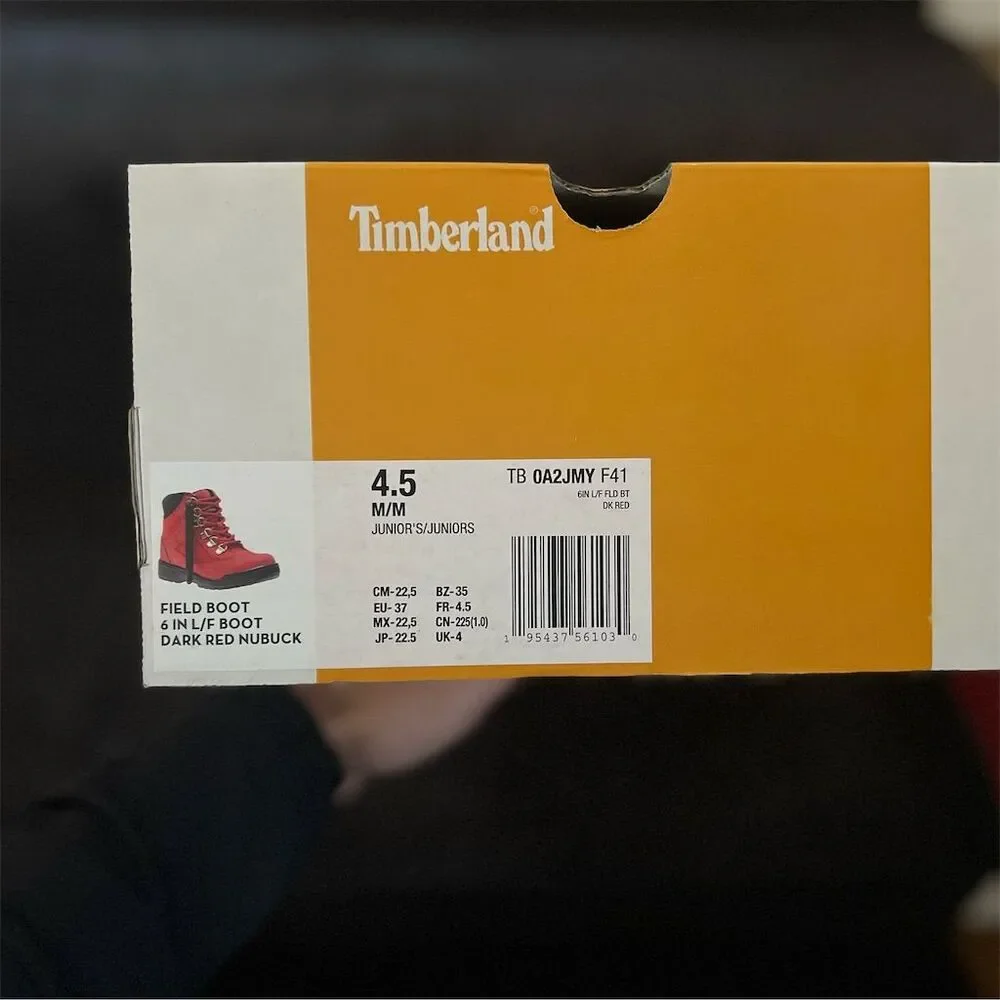 Timberland®
4.5
M/M
JUNIOR'S/JUNIORS
TB 0A2JMY F41
6IN L/F FLD BT
DK RED
FIELD BOOT
6 IN L/F BOOT
DARK RED NUBUCK
CM-22,5 BZ-35
EU-37 FR-4.5
MX-22,5 CN-225(1.0)
JP-22.5 UK-4
1 95437 56103 0